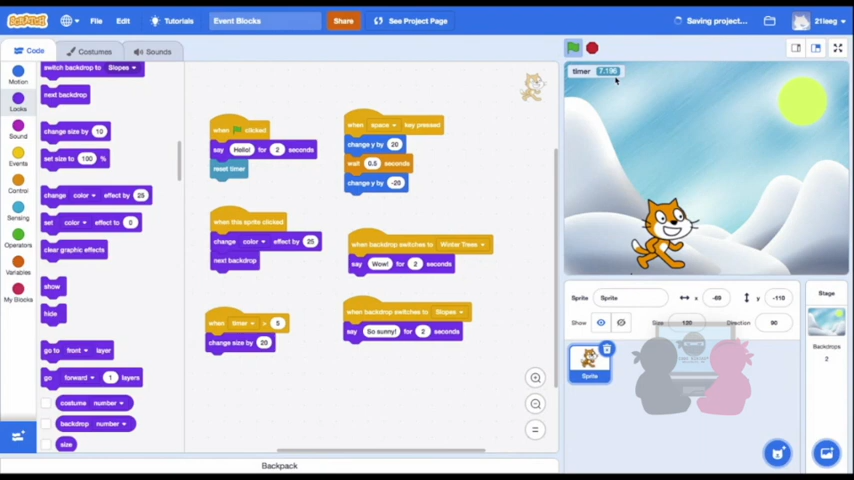 SCRATCH File Edit Tutorials Event Blocks Share See Project Page Saving project... 21leeg
Code Costumes Sounds
Motion
Looks
Sound
Events
Control
Sensing
Operators
Variables
My Blocks
switch backdrop to Slopes
next backdrop
change size by 10
set size to 100 %
change color effect by 25
set color effect to 0
clear graphic effects
show
hide
go to front layer
go forward 1 layers
costume number
backdrop number
size
when clicked
say Hello! for 2 seconds
reset timer
when this sprite clicked
change color effect by 25
next backdrop
when timer > 5
change size by 20
when space key pressed
change y by 20
wait 0.5 seconds
change y by -20
when backdrop switches to Winter Trees
say Wow! for 2 seconds
when backdrop switches to Slopes
say So sunny! for 2 seconds
timer 7.196
Sprite Sprite x -89 y -110
Show Size 120 Direction 90
Sprite
Stage
Backdrops
2
Backpack